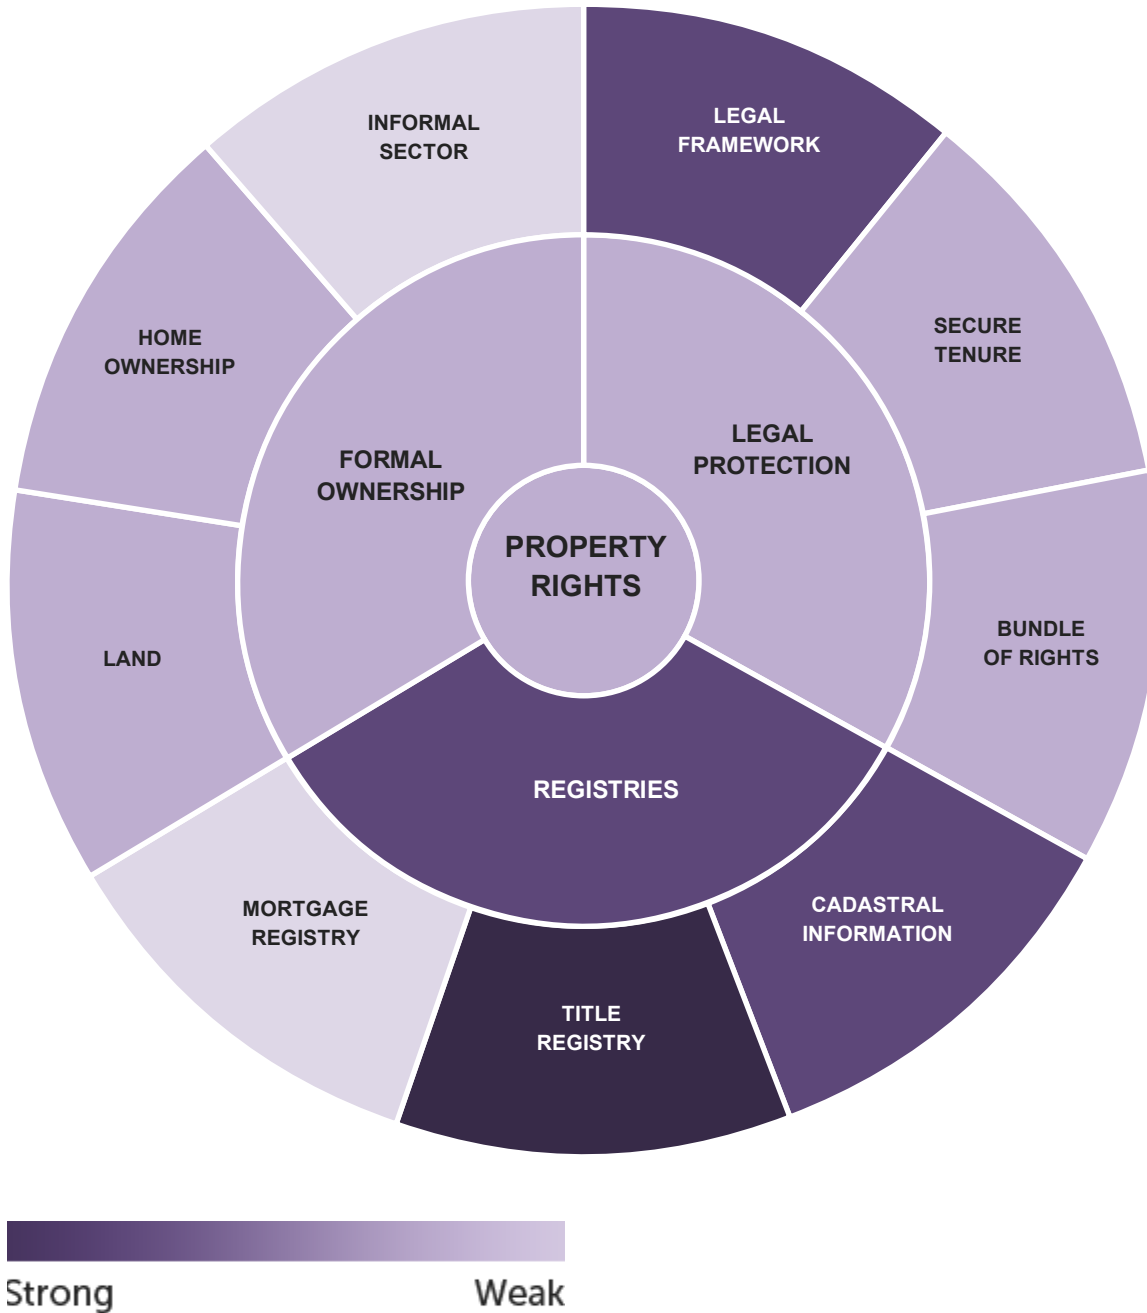 INFORMAL
SECTOR
LEGAL
FRAMEWORK
HOME
OWNERSHIP
SECURE
TENURE
FORMAL
OWNERSHIP
LEGAL
PROTECTION
PROPERTY
RIGHTS
LAND
BUNDLE
OF RIGHTS
REGISTRIES
MORTGAGE
REGISTRY
CADASTRAL
INFORMATION
TITLE
REGISTRY
Strong
Weak